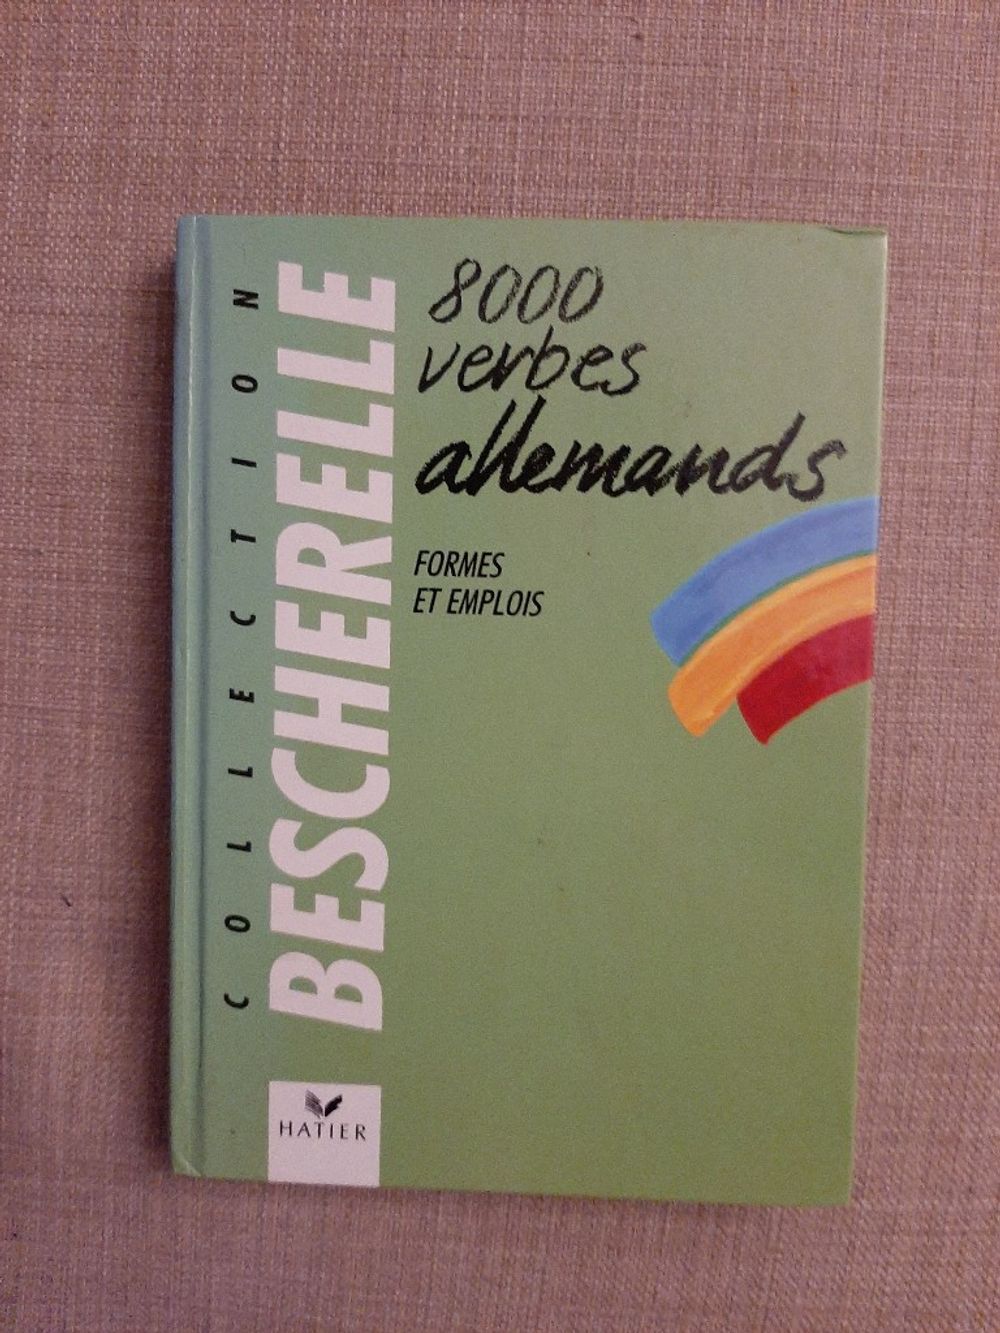 COLLECTION
BESCHERELLE
8000
verbes
allemands
FORMES
ET EMPLOIS
HATIER